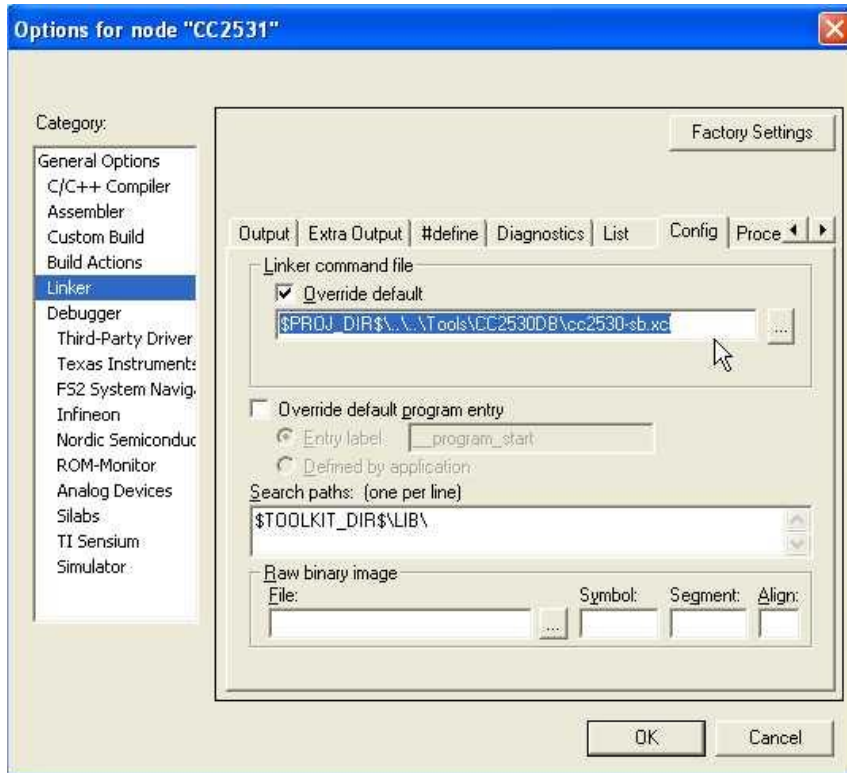 Options for node "CC2531"
Category:
General Options
C/C++ Compiler
Assembler
Custom Build
Build Actions
Linker
Debugger
Third-Party Driver
Texas Instruments
FS2 System Navig
Infineon
Nordic Semiconduc
ROM-Monitor
Analog Devices
Silabs
TI Sensium
Simulator
Factory Settings
Output Extra Output #define Diagnostics List Config Proce
Linker command file
Override default
$PROJ_DIR$\..\..\Tools\CC2530DB\cc2530-sb.xcl
...
Override default program entry
Entry label __program_start
Defined by application
Search paths: (one per line)
$TOOLKIT_DIR$\LIB\
Raw binary image
File: Symbol: Segment: Align:
...
OK Cancel